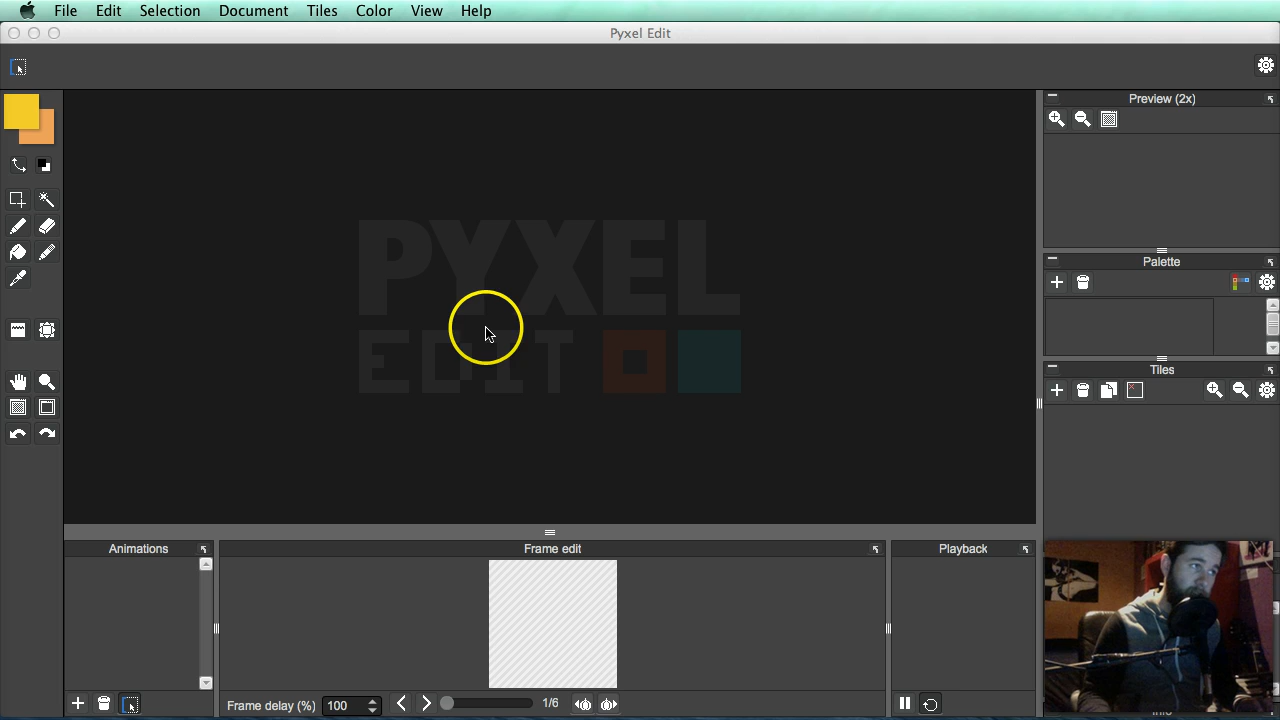 File Edit Selection Document Tiles Color View Help
Pyxel Edit
Preview (2x)
PYXEL
EDIT
Palette
Tiles
Animations
Frame edit
Playback
Frame delay (%) 100
1/6
Info